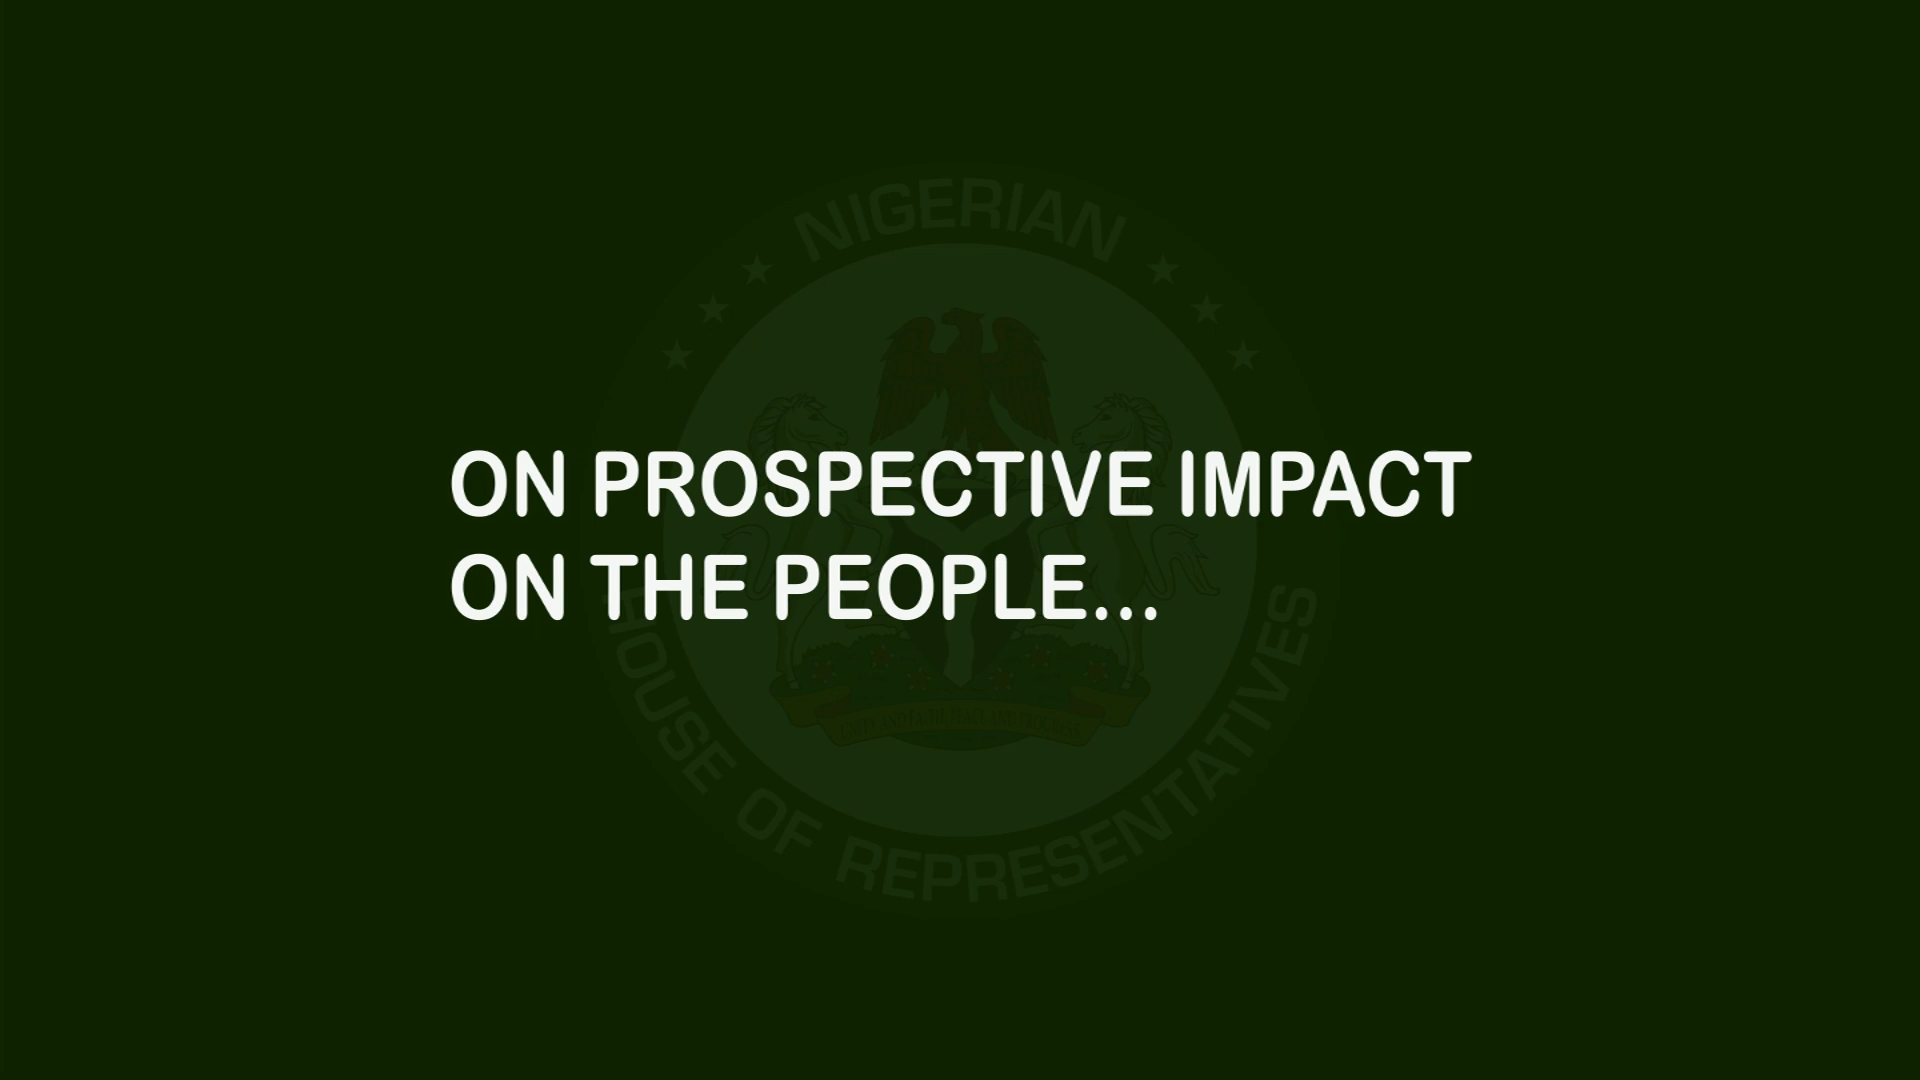 NIGERIAN
ON PROSPECTIVE IMPACT
ON THE PEOPLE...
HOUSE OF REPRESENTATIVES